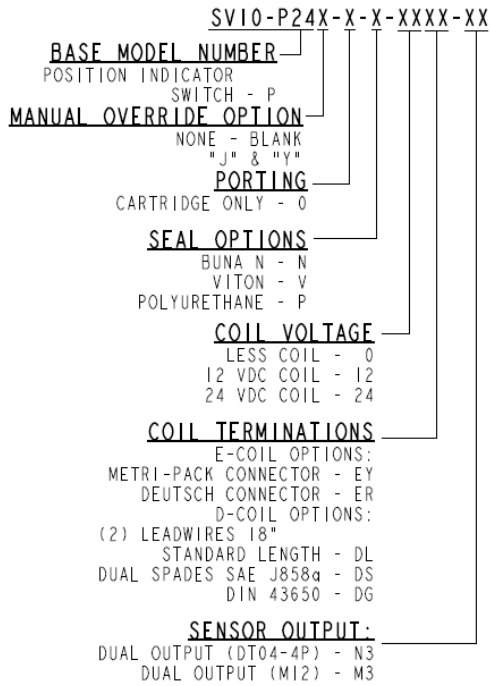 SV10-P24X-X-X-XXXX-XX
BASE MODEL NUMBER
POSITION INDICATOR
SWITCH - P
MANUAL OVERRIDE OPTION
NONE - BLANK
"J" & "Y"
PORTING
CARTRIDGE ONLY - 0
SEAL OPTIONS
BUNA N - N
VITON - V
POLYURETHANE - P
COIL VOLTAGE
LESS COIL - 0
12 VDC COIL - 12
24 VDC COIL - 24
COIL TERMINATIONS
E-COIL OPTIONS:
METRI-PACK CONNECTOR - EY
DEUTSCH CONNECTOR - ER
D-COIL OPTIONS:
(2) LEADWIRES 18"
STANDARD LENGTH - DL
DUAL SPADES SAE J858a - DS
DIN 43650 - DG
SENSOR OUTPUT:
DUAL OUTPUT (DT04-4P) - N3
DUAL OUTPUT (M12) - M3